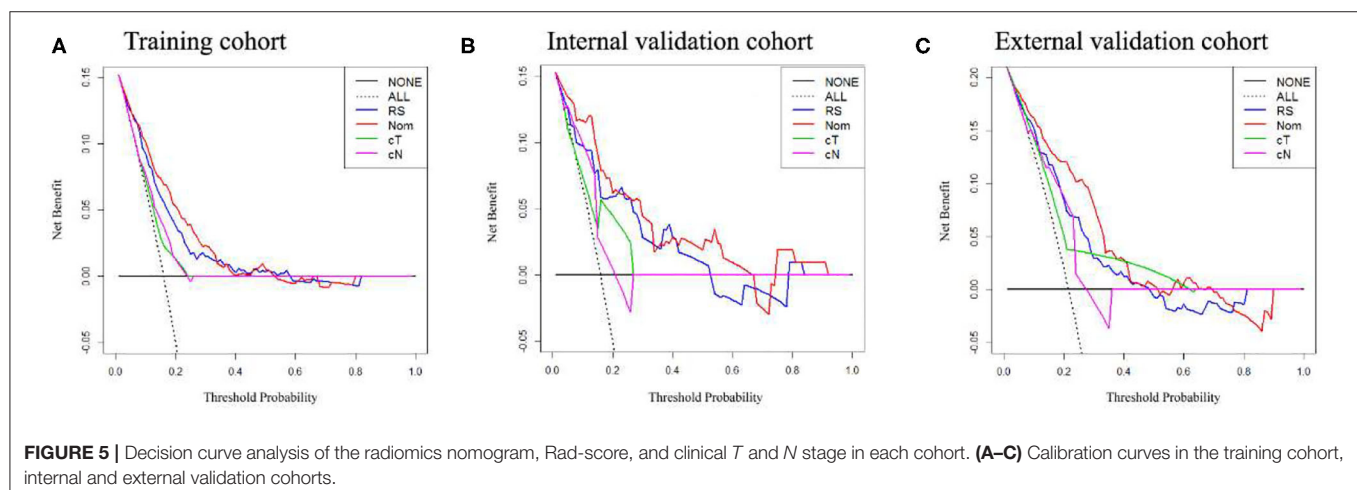 A
Training cohort
NONE
ALL
RS
Nom
cT
cN
Net Benefit
0.15
0.10
0.05
0.00
-0.05
0.0 0.2 0.4 0.6 0.8 1.0
Threshold Probability
B
Internal validation cohort
NONE
ALL
RS
Nom
cT
cN
Net Benefit
0.15
0.10
0.05
0.00
-0.05
0.0 0.2 0.4 0.6 0.8 1.0
Threshold Probability
C
External validation cohort
NONE
ALL
RS
Nom
cT
cN
Net Benefit
0.20
0.15
0.10
0.05
0.00
-0.05
0.0 0.2 0.4 0.6 0.8 1.0
Threshold Probability
FIGURE 5 | Decision curve analysis of the radiomics nomogram, Rad-score, and clinical T and N stage in each cohort. (A–C) Calibration curves in the training cohort,
internal and external validation cohorts.